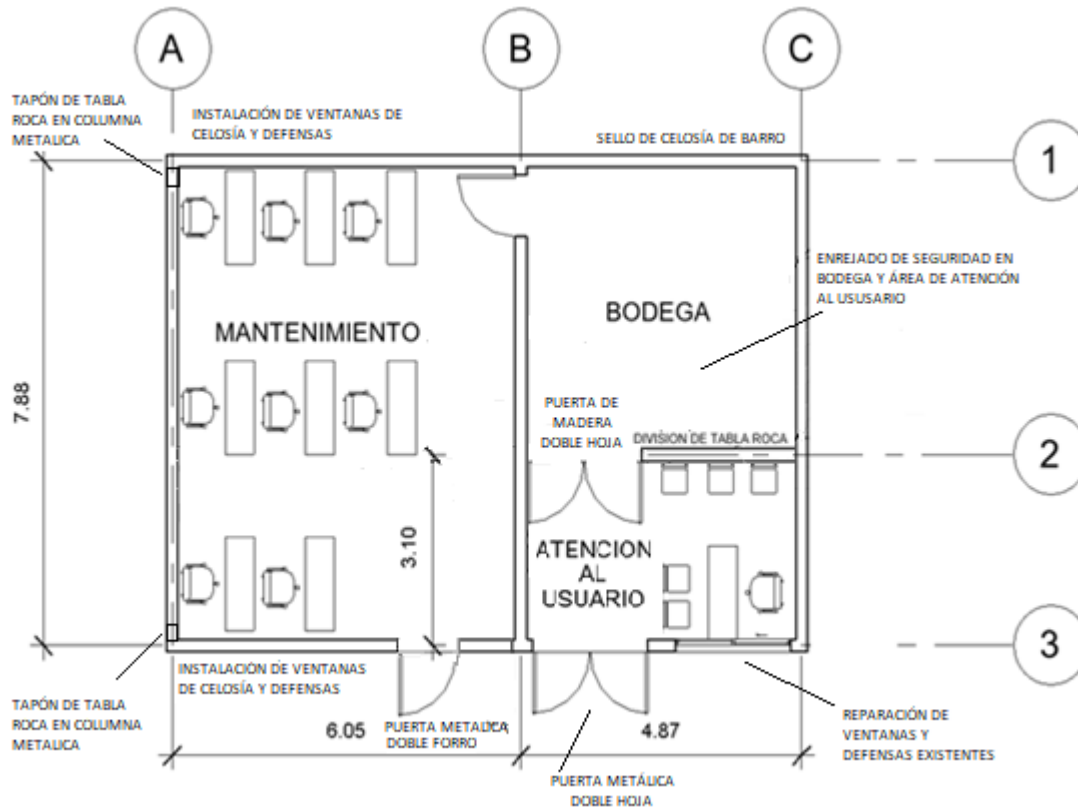 A
B
C
TAPÓN DE TABLA
ROCA EN COLUMNA
METALICA
INSTALACIÓN DE VENTANAS DE
CELOSÍA Y DEFENSAS
SELLO DE CELOSÍA DE BARRO
1
ENREJADO DE SEGURIDAD EN
BODEGA Y ÁREA DE ATENCIÓN
AL USUSARIO
BODEGA
MANTENIMIENTO
7.88
PUERTA DE
MADERA
DOBLE HOJA
DIVISION DE TABLA ROCA
2
3.10
ATENCION
AL
USUARIO
3
INSTALACIÓN DE VENTANAS
DE CELOSÍA Y DEFENSAS
TAPÓN DE TABLA
ROCA EN COLUMNA
METALICA
6.05
PUERTA METALICA
DOBLE FORRO
4.87
REPARACIÓN DE
VENTANAS Y
DEFENSAS EXISTENTES
PUERTA METÁLICA
DOBLE HOJA